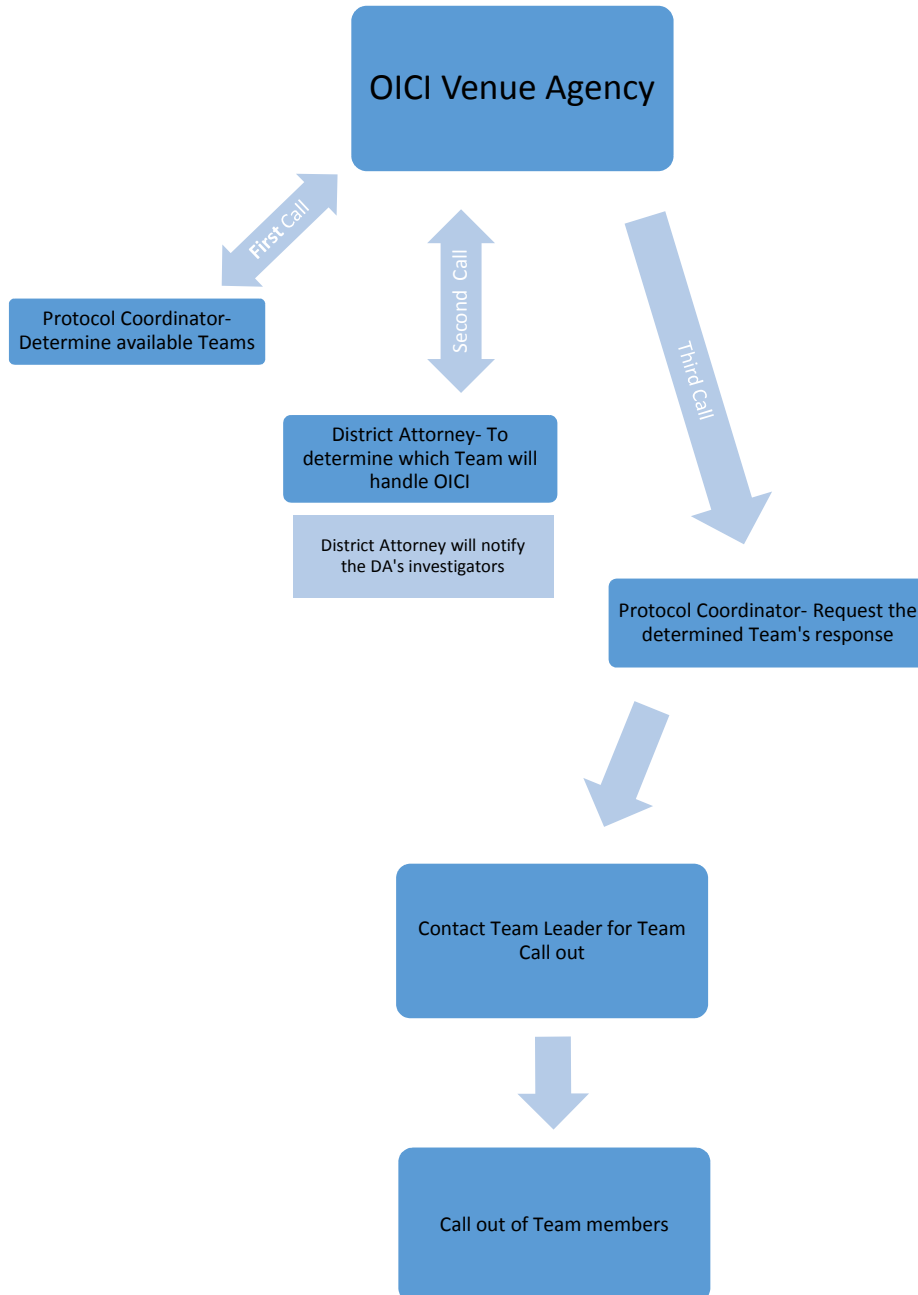 OICI Venue Agency
First Call
Second  Call
Third Call
Protocol Coordinator-
Determine available Teams
District Attorney- To
determine which Team will
handle OICI
District Attorney will notify
the DA's investigators
Protocol Coordinator- Request the
determined Team's response
Contact Team Leader for Team
Call out
Call out of Team members